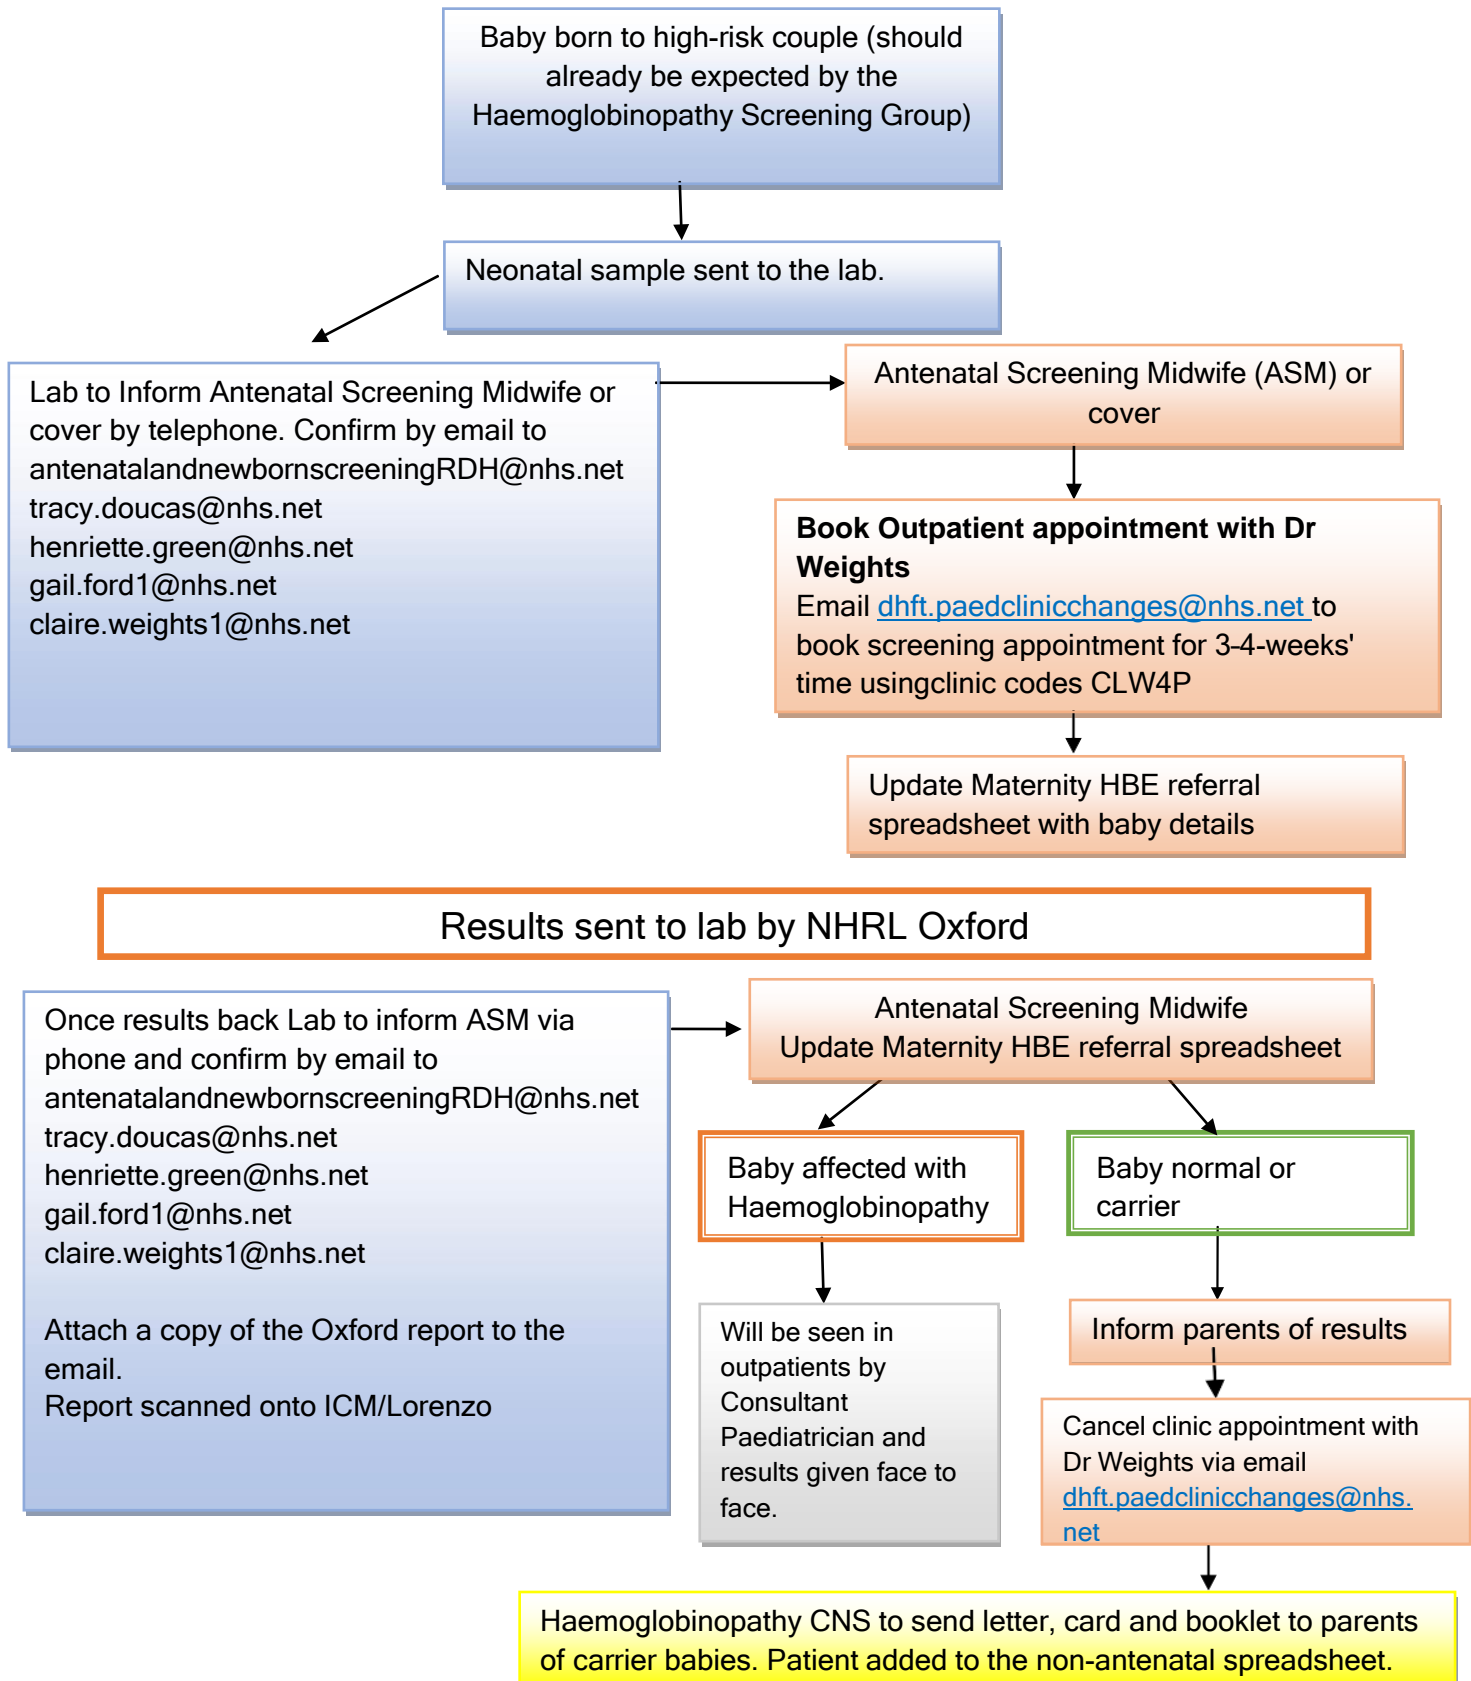 Baby born to high-risk couple (should
already be expected by the
Haemoglobinopathy Screening Group)
Neonatal sample sent to the lab.
Lab to Inform Antenatal Screening Midwife or
cover by telephone. Confirm by email to
antenatalandnewbornscreeningRDH@nhs.net
tracy.doucas@nhs.net
henriette.green@nhs.net
gail.ford1@nhs.net
claire.weights1@nhs.net
Antenatal Screening Midwife (ASM) or
cover
Book Outpatient appointment with Dr
Weights
Email dhft.paedclinicchanges@nhs.net to
book screening appointment for 3-4-weeks'
time usingclinic codes CLW4P
Update Maternity HBE referral
spreadsheet with baby details
Results sent to lab by NHRL Oxford
Once results back Lab to inform ASM via
phone and confirm by email to
antenatalandnewbornscreeningRDH@nhs.net
tracy.doucas@nhs.net
henriette.green@nhs.net
gail.ford1@nhs.net
claire.weights1@nhs.net
Attach a copy of the Oxford report to the
email.
Report scanned onto ICM/Lorenzo
Antenatal Screening Midwife
Update Maternity HBE referral spreadsheet
Baby affected with
Haemoglobinopathy
Baby normal or
carrier
Will be seen in
outpatients by
Consultant
Paediatrician and
results given face to
face.
Inform parents of results
Cancel clinic appointment with
Dr Weights via email
dhft.paedclinicchanges@nhs.
net
Haemoglobinopathy CNS to send letter, card and booklet to parents
of carrier babies. Patient added to the non-antenatal spreadsheet.